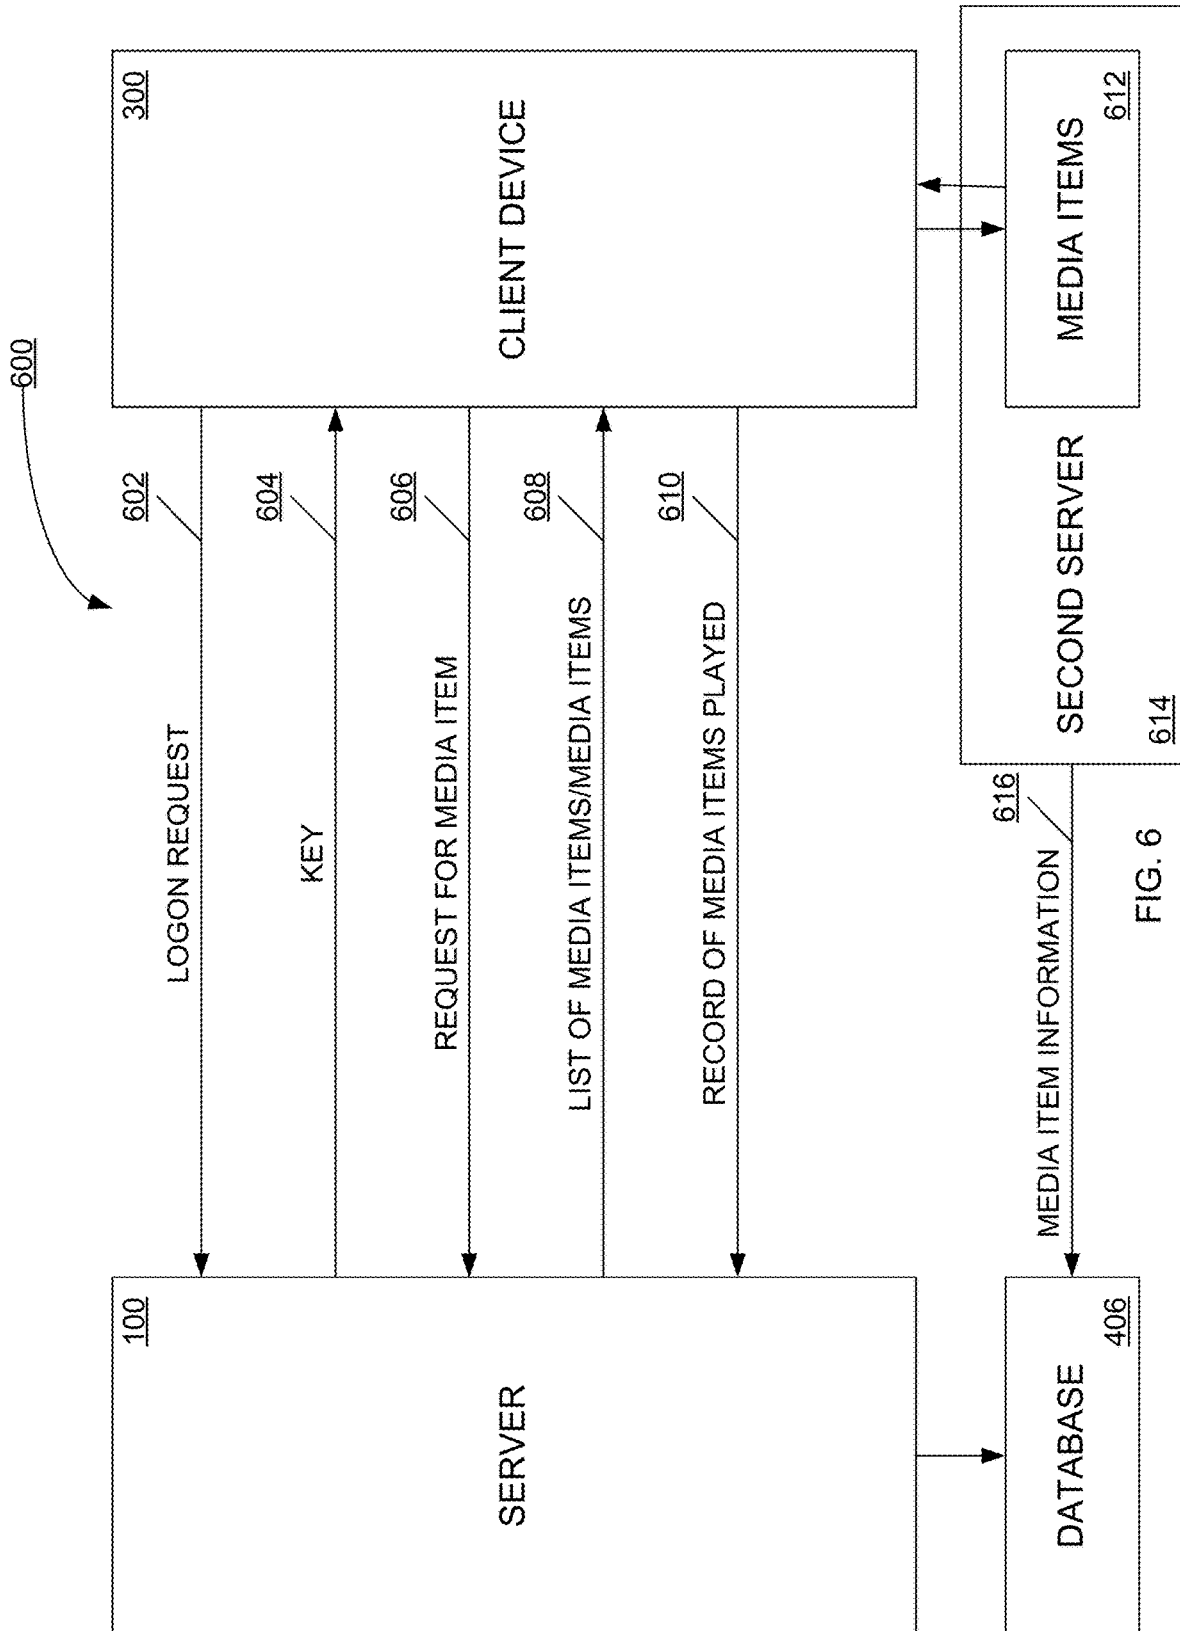 600
SERVER
100
CLIENT DEVICE
300
LOGON REQUEST
602
KEY
604
REQUEST FOR MEDIA ITEM
606
LIST OF MEDIA ITEMS/MEDIA ITEMS
608
RECORD OF MEDIA ITEMS PLAYED
610
DATABASE
406
MEDIA ITEM INFORMATION
616
SECOND SERVER
614
MEDIA ITEMS
612
FIG. 6